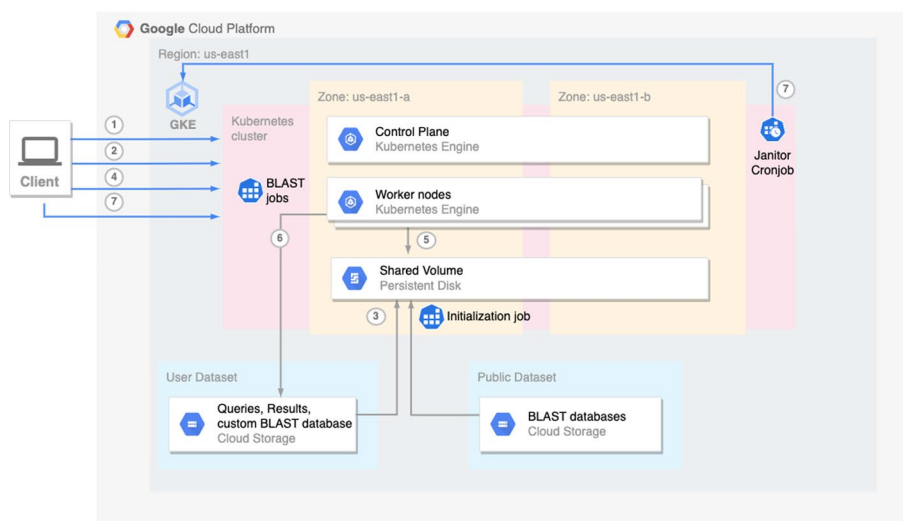 Google Cloud Platform
Region: us-east1
GKE
Kubernetes
cluster
Zone: us-east1-a
Zone: us-east1-b
7
1
2
4
7
Client
Control Plane
Kubernetes Engine
Janitor
Cronjob
BLAST
jobs
Worker nodes
Kubernetes Engine
6
5
Shared Volume
Persistent Disk
3
Initialization job
User Dataset
Queries, Results,
custom BLAST database
Cloud Storage
Public Dataset
BLAST databases
Cloud Storage